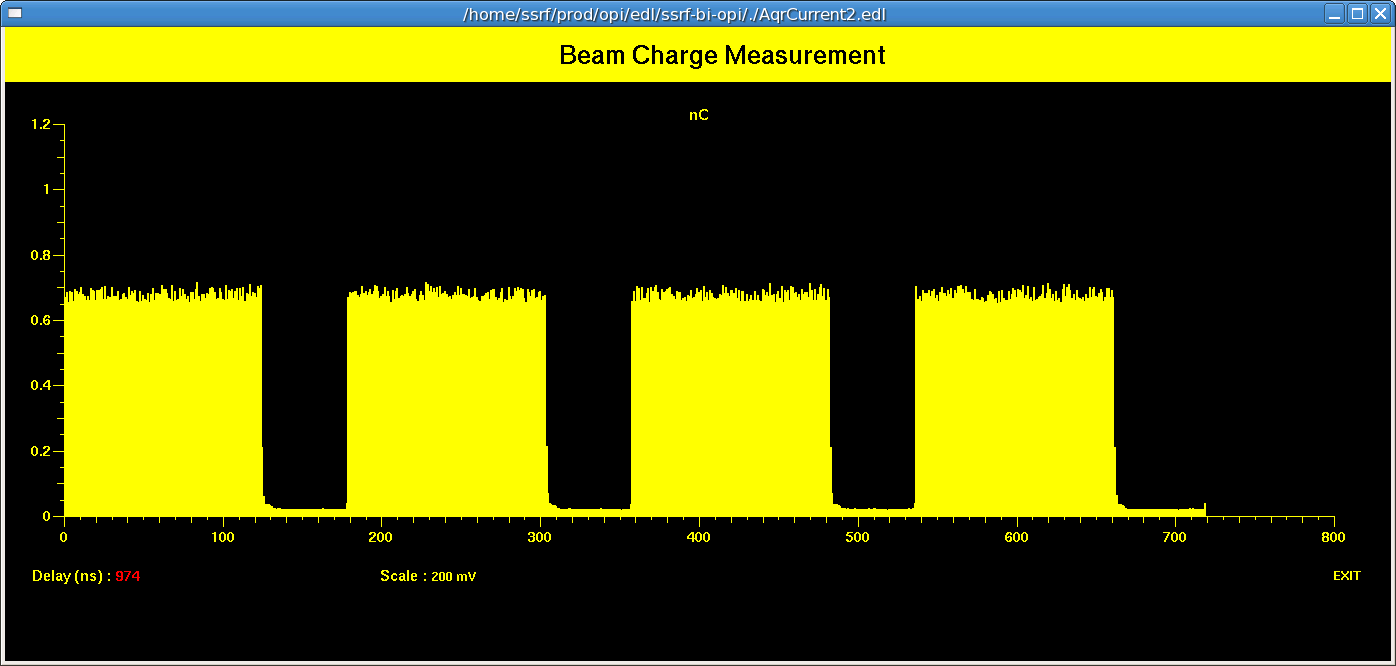 /home/ssrf/prod/opi/edl/ssrf-bi-opi/./AqrCurrent2.edl
Beam Charge Measurement
nC
1.2
1
0.8
0.6
0.4
0.2
0
0 100 200 300 400 500 600 700 800
Delay (ns) : 974 Scale : 200 mV EXIT